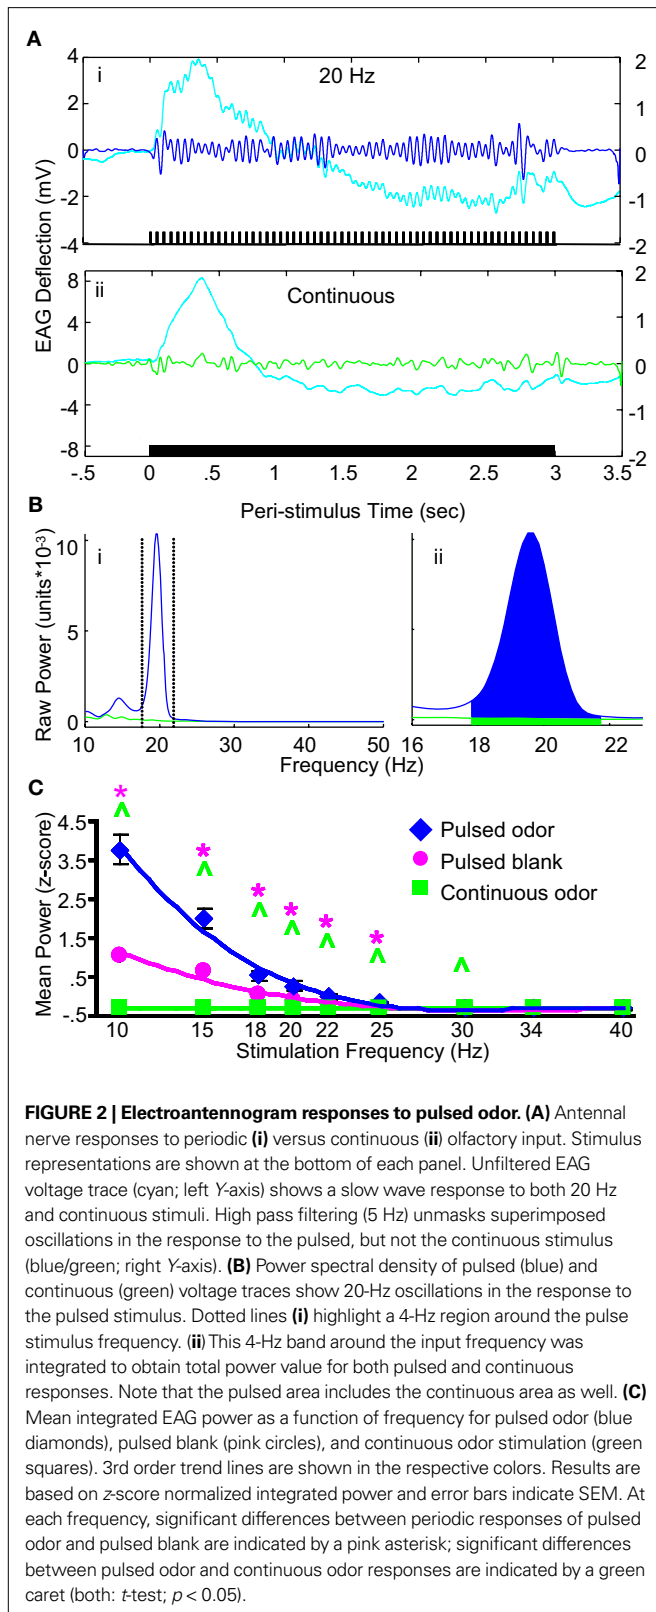 A
i
20 Hz
4
2
0
-2
-4
2
1
0
-1
-2
EAG Deflection (mV)
ii
Continuous
8
4
0
-4
-8
2
1
0
-1
-2
-.5
0
.5
1
1.5
2
2.5
3
3.5
Peri-stimulus Time (sec)
B
i
ii
Raw Power (units*10-3)
10
5
0
10
20
30
40
50
16
18
20
22
Frequency (Hz)
C
Mean Power (z-score)
4.5
3.5
2.5
1.5
.5
-.5
* * * * * *
^ ^ ^ ^ ^ ^ ^
Pulsed odor
Pulsed blank
Continuous odor
10
15
18
20
22
25
30
34
40
Stimulation Frequency (Hz)
FIGURE 2 | Electroantennogram responses to pulsed odor. (A) Antennal
nerve responses to periodic (i) versus continuous (ii) olfactory input. Stimulus
representations are shown at the bottom of each panel. Unfiltered EAG
voltage trace (cyan; left Y-axis) shows a slow wave response to both 20 Hz
and continuous stimuli. High pass filtering (5 Hz) unmasks superimposed
oscillations in the response to the pulsed, but not the continuous stimulus
(blue/green; right Y-axis). (B) Power spectral density of pulsed (blue) and
continuous (green) voltage traces show 20-Hz oscillations in the response to
the pulsed stimulus. Dotted lines (i) highlight a 4-Hz region around the pulse
stimulus frequency. (ii) This 4-Hz band around the input frequency was
integrated to obtain total power value for both pulsed and continuous
responses. Note that the pulsed area includes the continuous area as well. (C)
Mean integrated EAG power as a function of frequency for pulsed odor (blue
diamonds), pulsed blank (pink circles), and continuous odor stimulation (green
squares). 3rd order trend lines are shown in the respective colors. Results are
based on z-score normalized integrated power and error bars indicate SEM. At
each frequency, significant differences between periodic responses of pulsed
odor and pulsed blank are indicated by a pink asterisk; significant differences
between pulsed odor and continuous odor responses are indicated by a green
caret (both: t-test; p < 0.05).